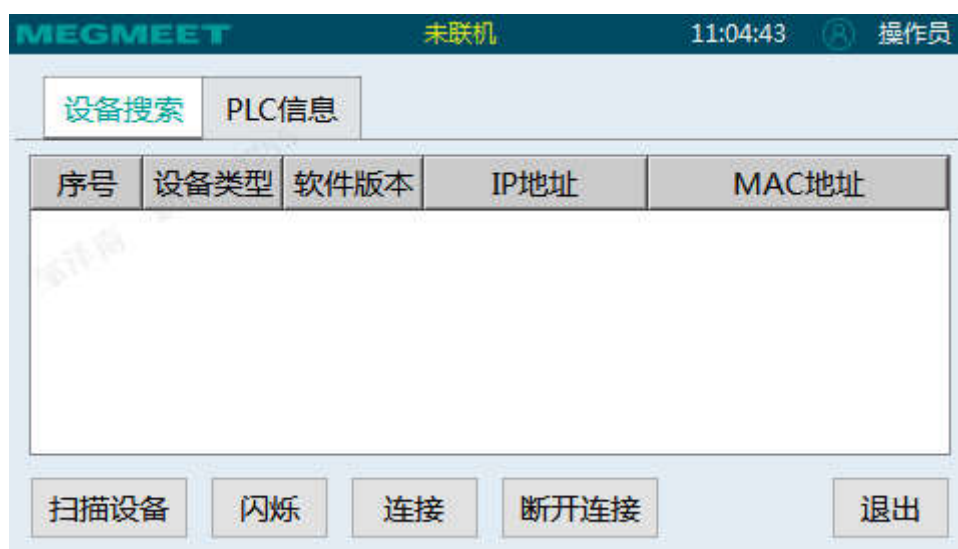 MEGMEET 未联机 11:04:43 操作员
设备搜索 PLC信息
序号 设备类型 软件版本 IP地址 MAC地址
扫描设备 闪烁 连接 断开连接 退出